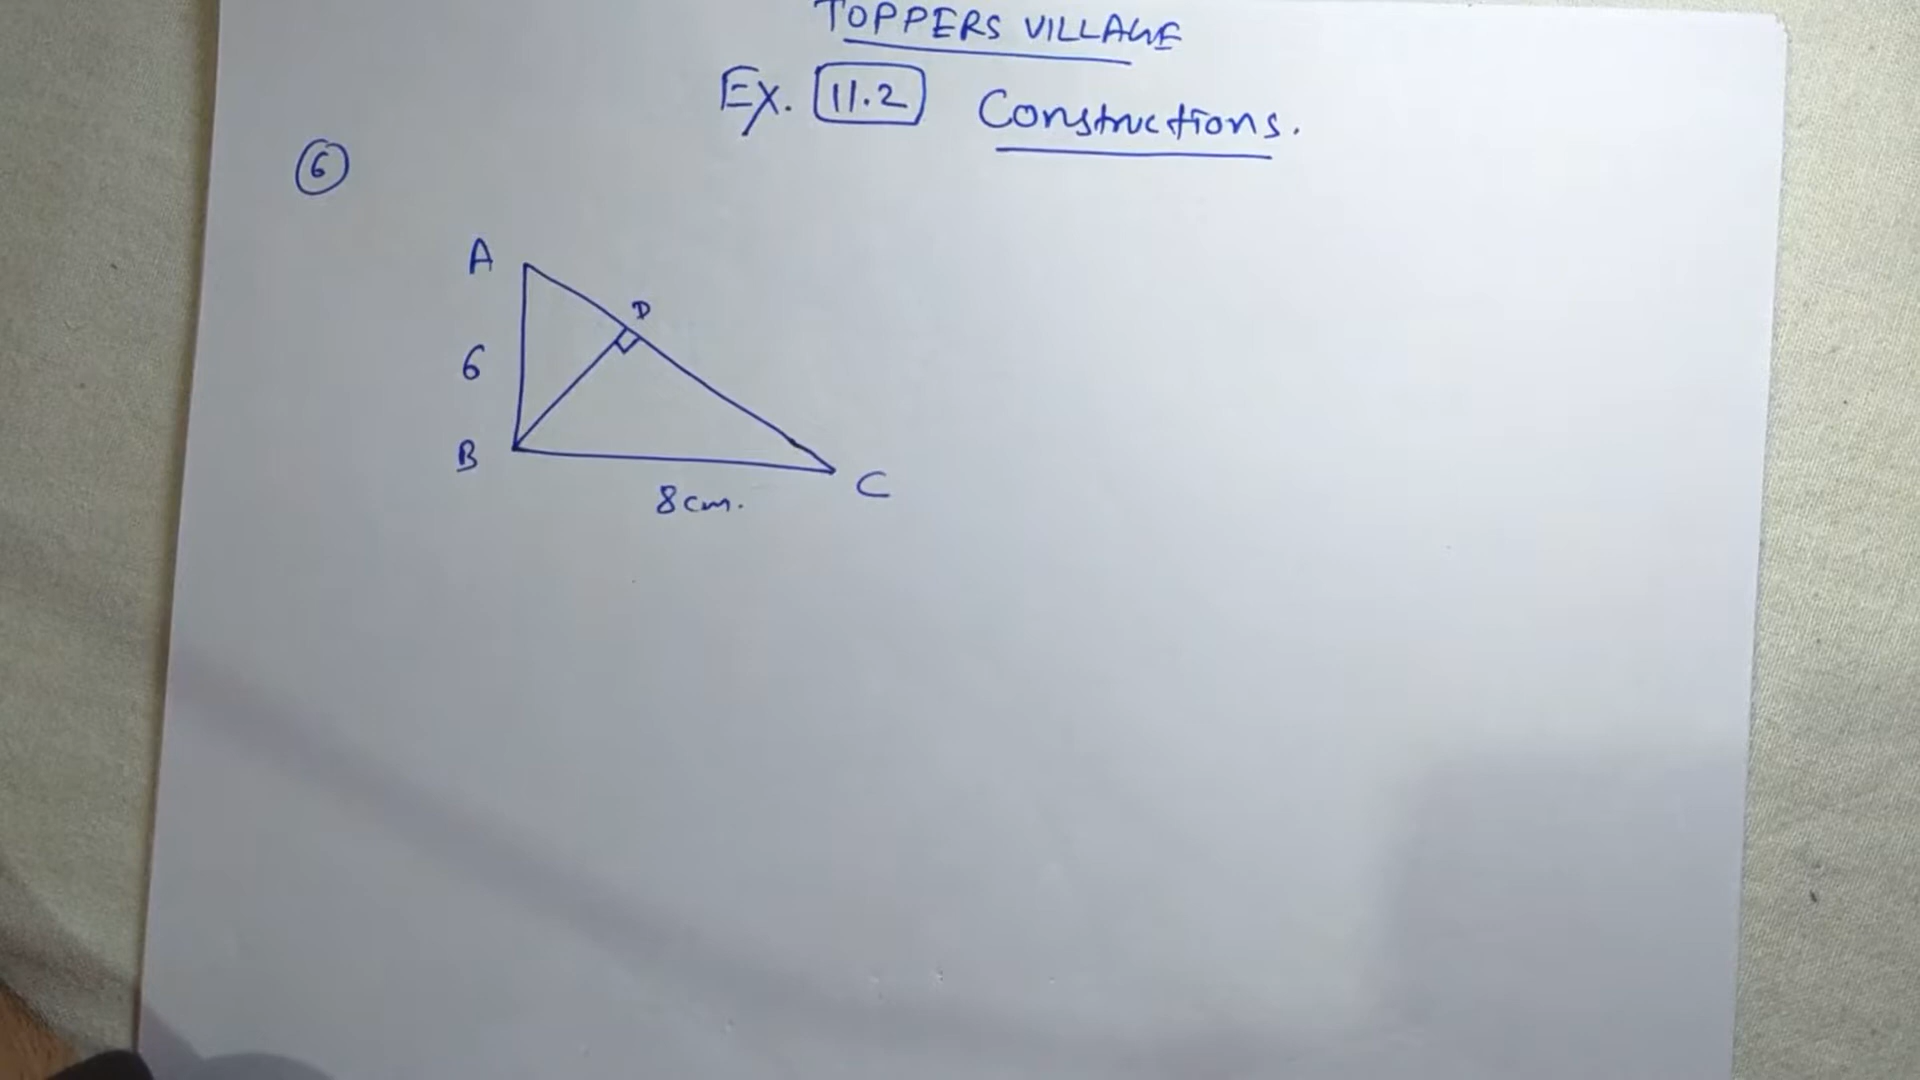 TOPPERS VILLAGE
Ex. 11.2 Constructions.
6
A
D
6
B
C
8cm.